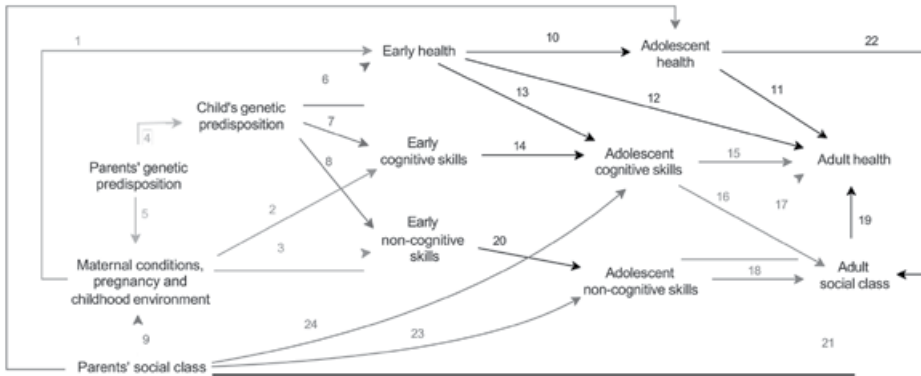 1
10
22
Early health
Adolescent
health
6
13
12
11
Child's genetic
predisposition
7
4
8
Early
cognitive skills
14
Adolescent
cognitive skills
15
Adult health
Parents' genetic
predisposition
16
17
5
2
3
Early
non-cognitive
skills
20
19
Maternal conditions,
pregnancy and
childhood environment
Adolescent
non-cognitive skills
18
Adult
social class
24
23
9
21
Parents' social class